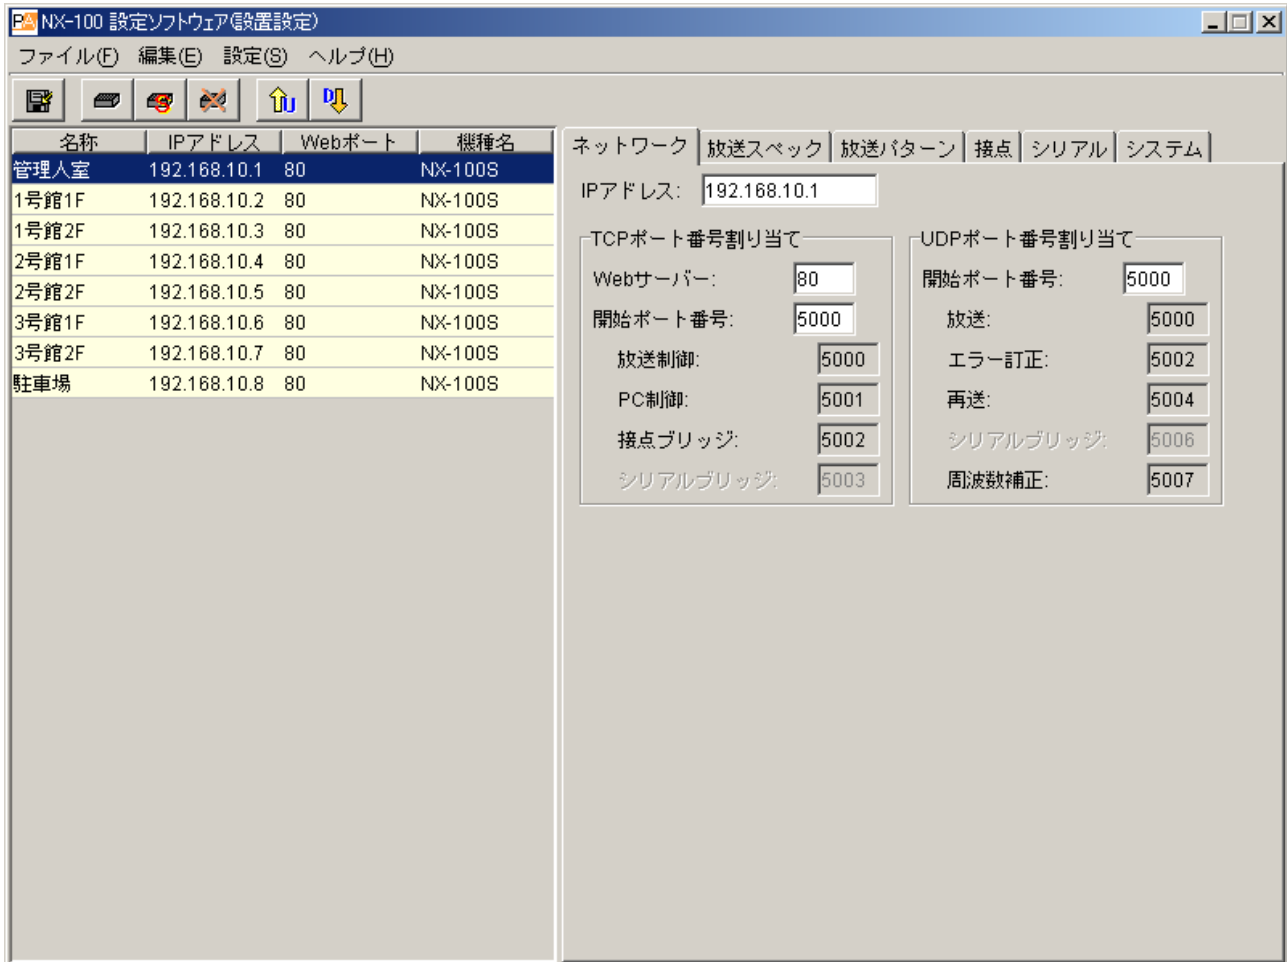 NX-100 設定ソフトウェア(設置設定)
ファイル(F) 編集(E) 設定(S) ヘルプ(H)
U D
名称 IPアドレス Webポート 機種名
管理人室 192.168.10.1 80 NX-100S
1号館1F 192.168.10.2 80 NX-100S
1号館2F 192.168.10.3 80 NX-100S
2号館1F 192.168.10.4 80 NX-100S
2号館2F 192.168.10.5 80 NX-100S
3号館1F 192.168.10.6 80 NX-100S
3号館2F 192.168.10.7 80 NX-100S
駐車場 192.168.10.8 80 NX-100S
ネットワーク 放送スペック 放送パターン 接点 シリアル システム
IPアドレス: 192.168.10.1
TCPポート番号割り当て
Webサーバー: 80
開始ポート番号: 5000
放送制御: 5000
PC制御: 5001
接点ブリッジ: 5002
シリアルブリッジ: 5003
UDPポート番号割り当て
開始ポート番号: 5000
放送: 5000
エラー訂正: 5002
再送: 5004
シリアルブリッジ: 5006
周波数補正: 5007